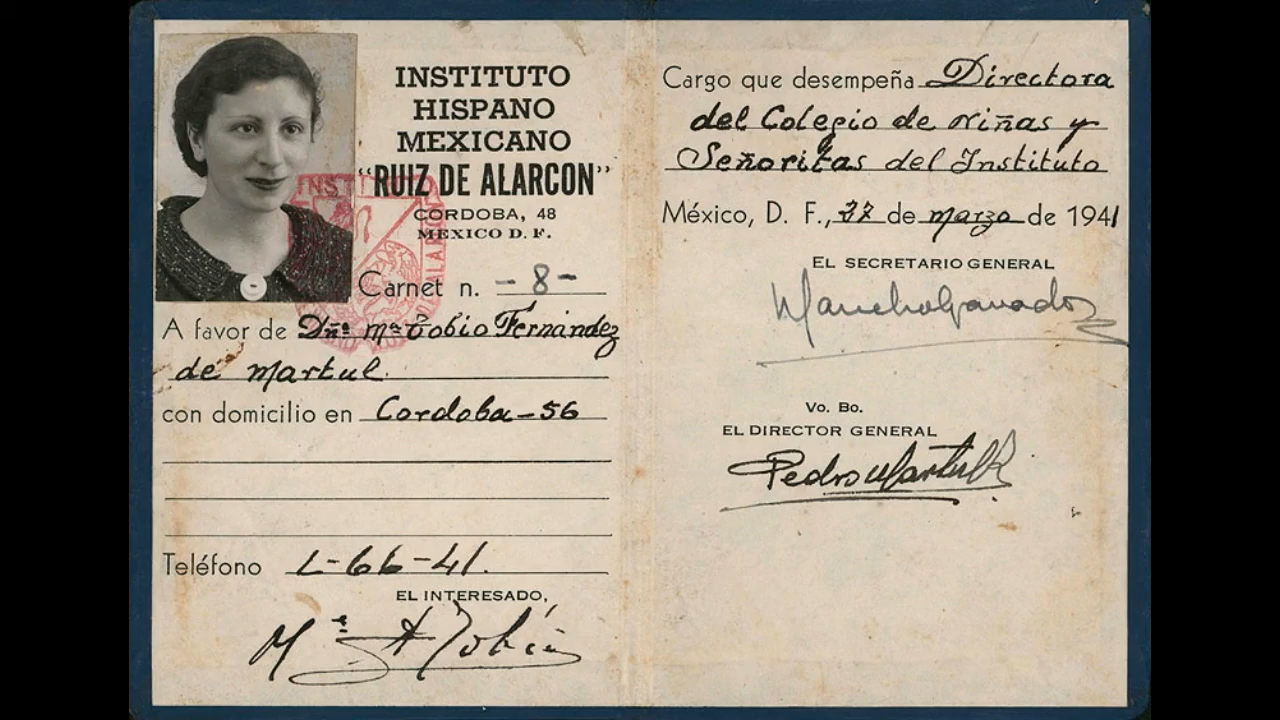 INSTITUTO
HISPANO
MEXICANO
"RUIZ DE ALARCON"
CORDOBA, 48
MEXICO D. F.
Carnet n. -8-
A favor de Dñª Mª Tobio Fernández
de Martul
con domicilio en Cordoba-56
Teléfono L-66-41.
EL INTERESADO,
Mª A Tobío
Cargo que desempeña Directora
del Colegio de niñas y
Señoritas del Instituto
México, D. F., de marzo de 1941
EL SECRETARIO GENERAL
Vo. Bo.
EL DIRECTOR GENERAL
Pedro Martul
INST
ALARCON